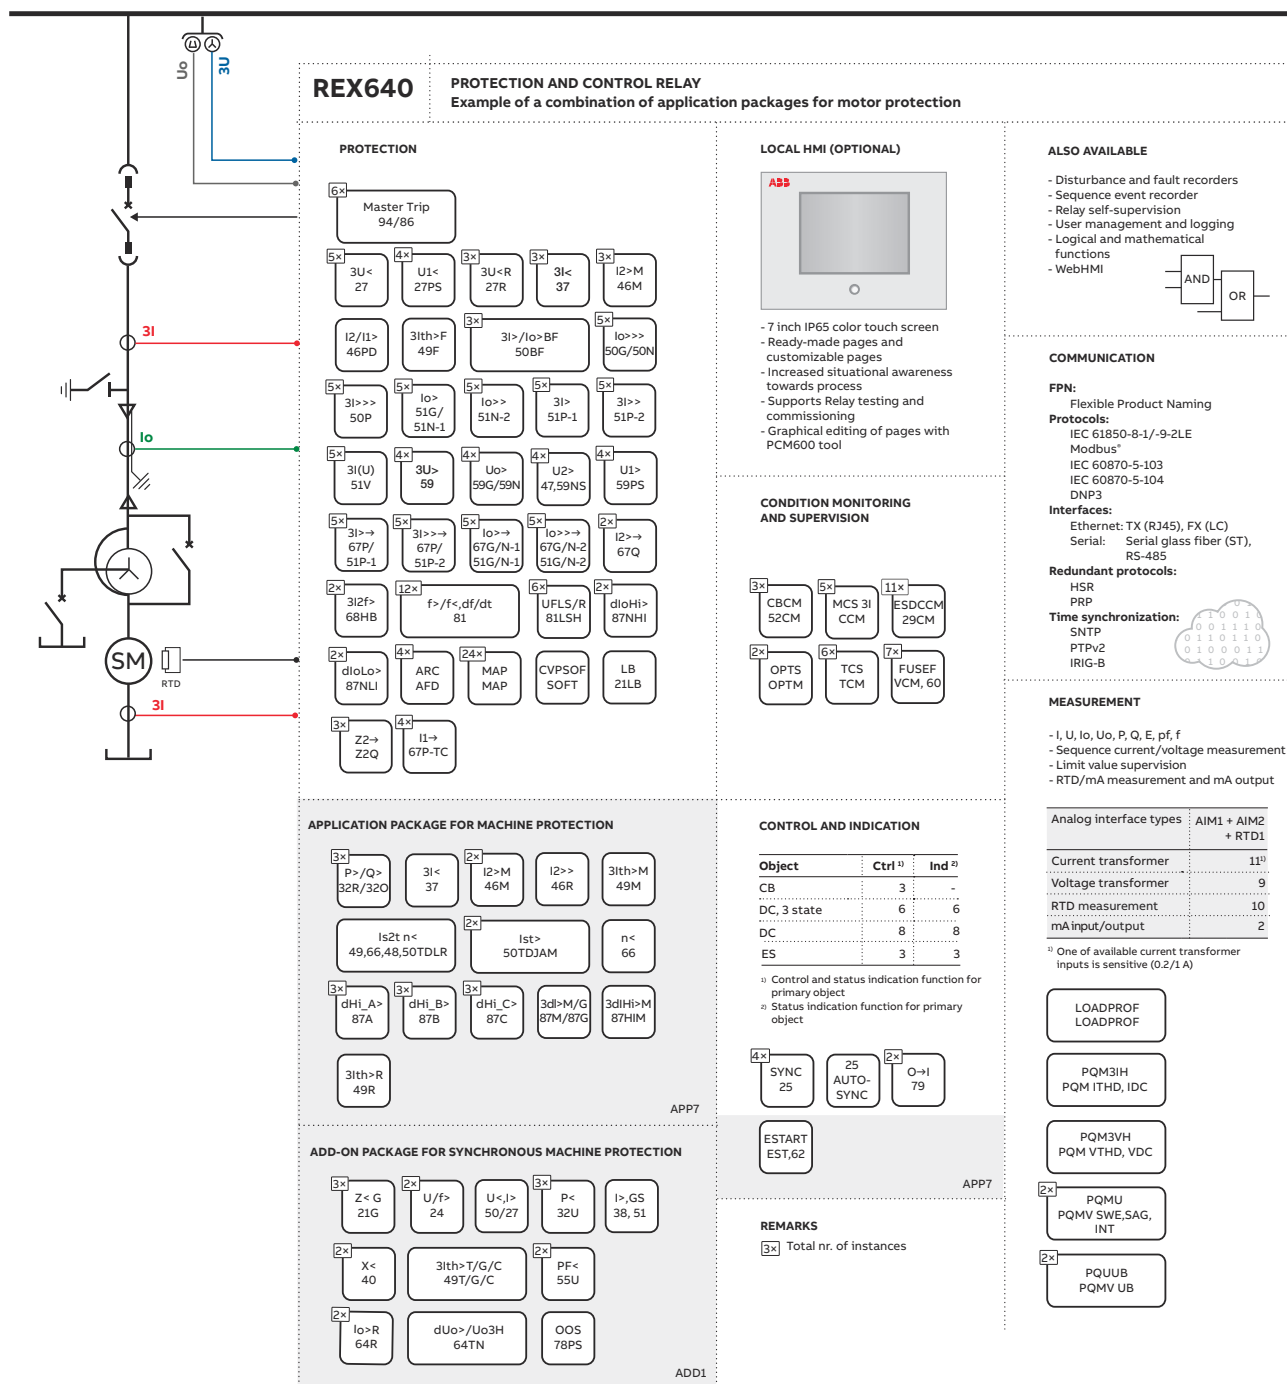 Uo
3U
REX640
PROTECTION AND CONTROL RELAY
Example of a combination of application packages for motor protection
3I
Io
SM
RTD
3I
PROTECTION
6×
Master Trip
94/86
5×
3U<
27
4×
U1<
27PS
3×
3U<R
27R
3×
3I<
37
3×
I2>M
46M
I2/I1>
46PD
3Ith>F
49F
3×
3I>/Io>BF
50BF
5×
Io>>>
50G/50N
5×
3I>>>
50P
5×
Io>
51G/
51N-1
5×
Io>>
51N-2
5×
3I>
51P-1
5×
3I>>
51P-2
5×
3I(U)
51V
4×
3U>
59
4×
Uo>
59G/59N
4×
U2>
47,59NS
4×
U1>
59PS
5×
3I>→
67P/
51P-1
5×
3I>>→
67P/
51P-2
5×
Io>→
67G/N-1
51G/N-1
5×
Io>>→
67G/N-2
51G/N-2
2×
I2>→
67Q
2×
3I2f>
68HB
12×
f>/f<,df/dt
81
6×
UFLS/R
81LSH
2×
dIoHi>
87NHI
2×
dIoLo>
87NLI
4×
ARC
AFD
24×
MAP
MAP
CVPSOF
SOFT
LB
21LB
3×
Z2→
Z2Q
4×
I1→
67P-TC
APPLICATION PACKAGE FOR MACHINE PROTECTION
3×
P>/Q>
32R/32O
3I<
37
2×
I2>M
46M
I2>>
46R
3Ith>M
49M
Is2t n<
49,66,48,50TDLR
2×
Ist>
50TDJAM
n<
66
3×
dHi_A>
87A
3×
dHi_B>
87B
3×
dHi_C>
87C
3dI>M/G
87M/87G
3dIHi>M
87HIM
3Ith>R
49R
APP7
ADD-ON PACKAGE FOR SYNCHRONOUS MACHINE PROTECTION
3×
Z< G
21G
2×
U/f>
24
U<,I>
50/27
3×
P<
32U
I>,GS
38, 51
2×
X<
40
3Ith>T/G/C
49T/G/C
2×
PF<
55U
2×
Io>R
64R
dUo>/Uo3H
64TN
OOS
78PS
ADD1
LOCAL HMI (OPTIONAL)
ABB
- 7 inch IP65 color touch screen
- Ready-made pages and
customizable pages
- Increased situational awareness
towards process
- Supports Relay testing and
commissioning
- Graphical editing of pages with
PCM600 tool
CONDITION MONITORING
AND SUPERVISION
3×
CBCM
52CM
5×
MCS 3I
CCM
11×
ESDCCM
29CM
2×
OPTS
OPTM
6×
TCS
TCM
7×
FUSEF
VCM, 60
CONTROL AND INDICATION
Object Ctrl 1) Ind 2)
CB 3 -
DC, 3 state 6 6
DC 8 8
ES 3 3
1) Control and status indication function for
primary object
2) Status indication function for primary
object
4×
SYNC
25
25
AUTO-
SYNC
2×
O→I
79
ESTART
EST,62
APP7
REMARKS
3× Total nr. of instances
ALSO AVAILABLE
- Disturbance and fault recorders
- Sequence event recorder
- Relay self-supervision
- User management and logging
- Logical and mathematical
functions
- WebHMI
AND
OR
COMMUNICATION
FPN:
Flexible Product Naming
Protocols:
IEC 61850-8-1/-9-2LE
Modbus®
IEC 60870-5-103
IEC 60870-5-104
DNP3
Interfaces:
Ethernet: TX (RJ45), FX (LC)
Serial: Serial glass fiber (ST),
RS-485
Redundant protocols:
HSR
PRP
Time synchronization:
SNTP
PTPv2
IRIG-B
MEASUREMENT
- I, U, Io, Uo, P, Q, E, pf, f
- Sequence current/voltage measurement
- Limit value supervision
- RTD/mA measurement and mA output
Analog interface types AIM1 + AIM2
+ RTD1
Current transformer 11 1)
Voltage transformer 9
RTD measurement 10
mA input/output 2
1) One of available current transformer
inputs is sensitive (0.2/1 A)
LOADPROF
LOADPROF
PQM3IH
PQM ITHD, IDC
PQM3VH
PQM VTHD, VDC
2×
PQMU
PQMV SWE,SAG,
INT
2×
PQUUB
PQMV UB